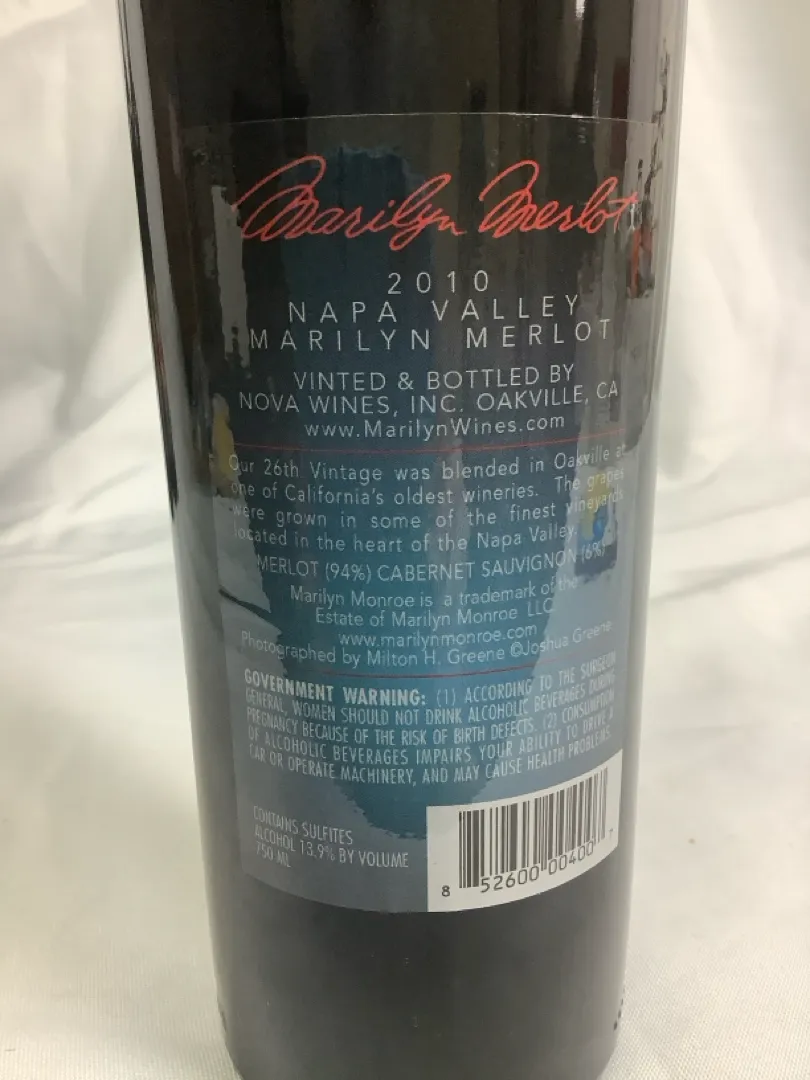 Marilyn Merlot
2010
NAPA VALLEY
MARILYN MERLOT
VINTED & BOTTLED BY
NOVA WINES, INC. OAKVILLE, CA
www.MarilynWines.com
Our 26th Vintage was blended in Oakville at
one of California's oldest wineries. The grapes
were grown in some of the finest vineyards
located in the heart of the Napa Valley.
MERLOT (94%) CABERNET SAUVIGNON (6%)
Marilyn Monroe is a trademark of the
Estate of Marilyn Monroe LLC
www.marilynmonroe.com
Photographed by Milton H. Greene ©Joshua Greene
GOVERNMENT WARNING: (1) ACCORDING TO THE SURGEON
GENERAL, WOMEN SHOULD NOT DRINK ALCOHOLIC BEVERAGES DURING
PREGNANCY BECAUSE OF THE RISK OF BIRTH DEFECTS. (2) CONSUMPTION
OF ALCOHOLIC BEVERAGES IMPAIRS YOUR ABILITY TO DRIVE A
CAR OR OPERATE MACHINERY, AND MAY CAUSE HEALTH PROBLEMS.
CONTAINS SULFITES
ALCOHOL 13.9% BY VOLUME
750 ML
8 52600 00400 7